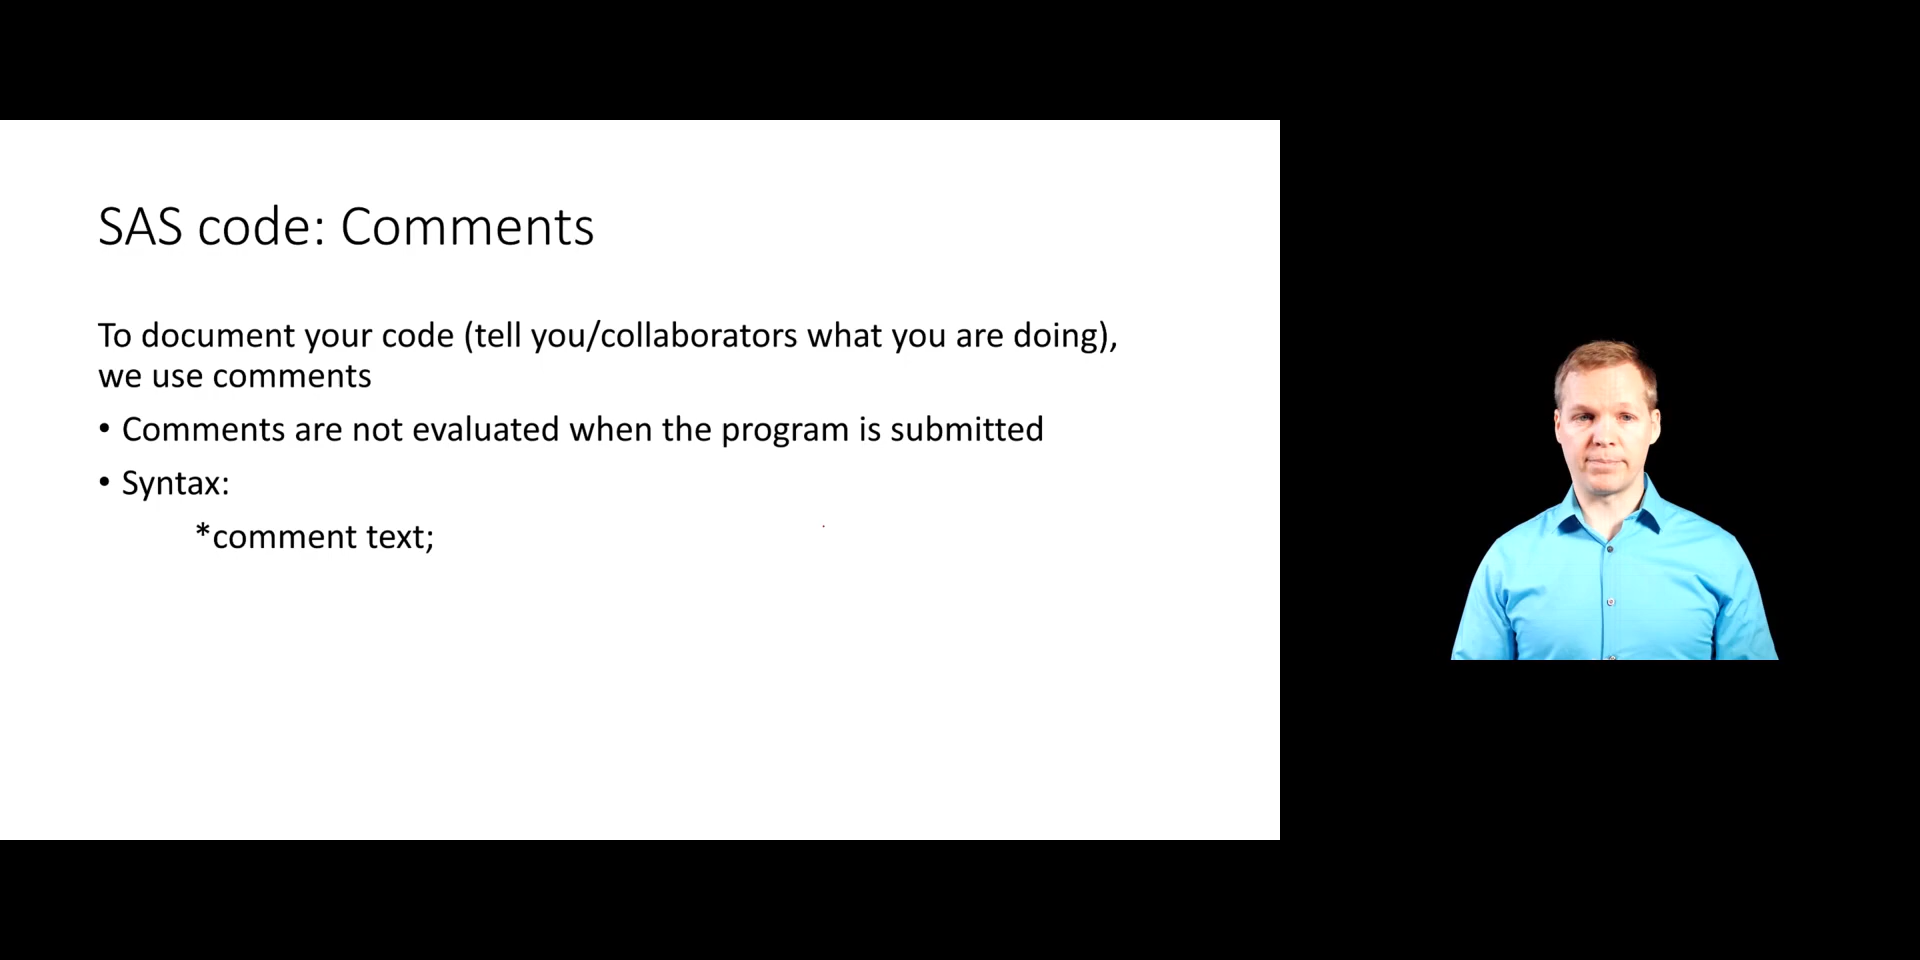 SAS code: Comments
To document your code (tell you/collaborators what you are doing),
we use comments
• Comments are not evaluated when the program is submitted
• Syntax:
*comment text;